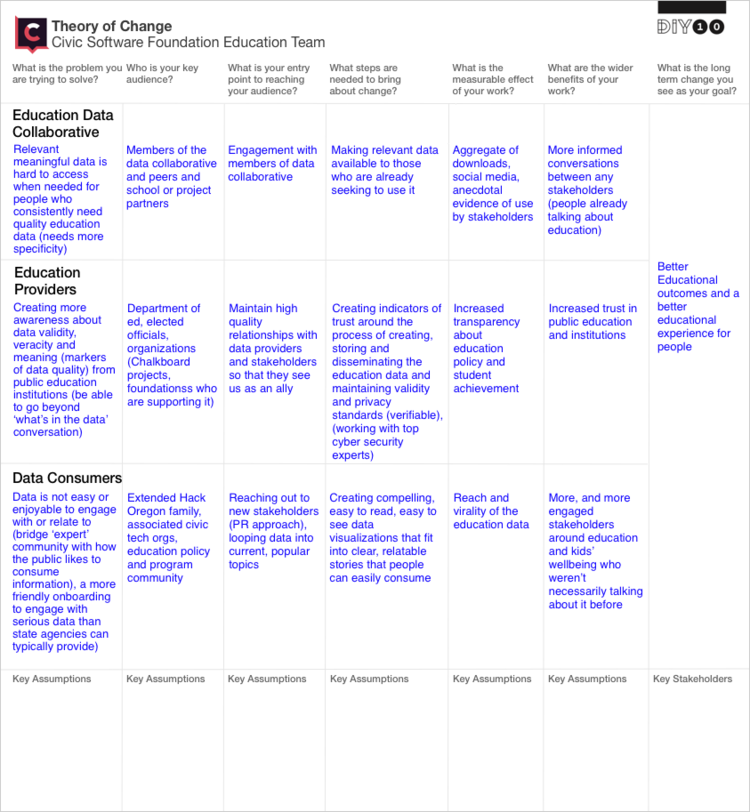 Theory of Change
Civic Software Foundation Education Team
DIY10
What is the problem you
are trying to solve?
Who is your key
audience?
What is your entry
point to reaching
your audience?
What steps are
needed to bring
about change?
What is the
measurable effect
of your work?
What are the wider
benefits of your
work?
What is the long
term change you
see as your goal?
Education Data
Collaborative
Relevant
meaningful data is
hard to access
when needed for
people who
consistently need
quality education
data (needs more
specificity)
Members of the
data collaborative
and peers and
school or project
partners
Engagement with
members of data
collaborative
Making relevant data
available to those
who are already
seeking to use it
Aggregate of
downloads,
social media,
anecdotal
evidence of use
by stakeholders
More informed
conversations
between any
stakeholders
(people already
talking about
education)
Education
Providers
Creating more
awareness about
data validity,
veracity and
meaning (markers
of data quality) from
public education
institutions (be able
to go beyond
‘what’s in the data’
conversation)
Department of
ed, elected
officials,
organizations
(Chalkboard
projects,
foundationss who
are supporting it)
Maintain high
quality
relationships with
data providers
and stakeholders
so that they see
us as an ally
Creating indicators of
trust around the
process of creating,
storing and
disseminating the
education data and
maintaining validity
and privacy
standards (verifiable),
(working with top
cyber security
experts)
Increased
transparency
about
education
policy and
student
achievement
Increased trust in
public education
and institutions
Better
Educational
outcomes and a
better
educational
experience for
people
Data Consumers
Data is not easy or
enjoyable to engage
with or relate to
(bridge ‘expert’
community with how
the public likes to
consume
information), a more
friendly onboarding
to engage with
serious data than
state agencies can
typically provide)
Extended Hack
Oregon family,
associated civic
tech orgs,
education policy
and program
community
Reaching out to
new stakeholders
(PR approach),
looping data into
current, popular
topics
Creating compelling,
easy to read, easy to
see data
visualizations that fit
into clear, relatable
stories that people
can easily consume
Reach and
virality of the
education data
More, and more
engaged
stakeholders
around education
and kids’
wellbeing who
weren’t
necessarily talking
about it before
Key Assumptions
Key Assumptions
Key Assumptions
Key Assumptions
Key Assumptions
Key Assumptions
Key Stakeholders